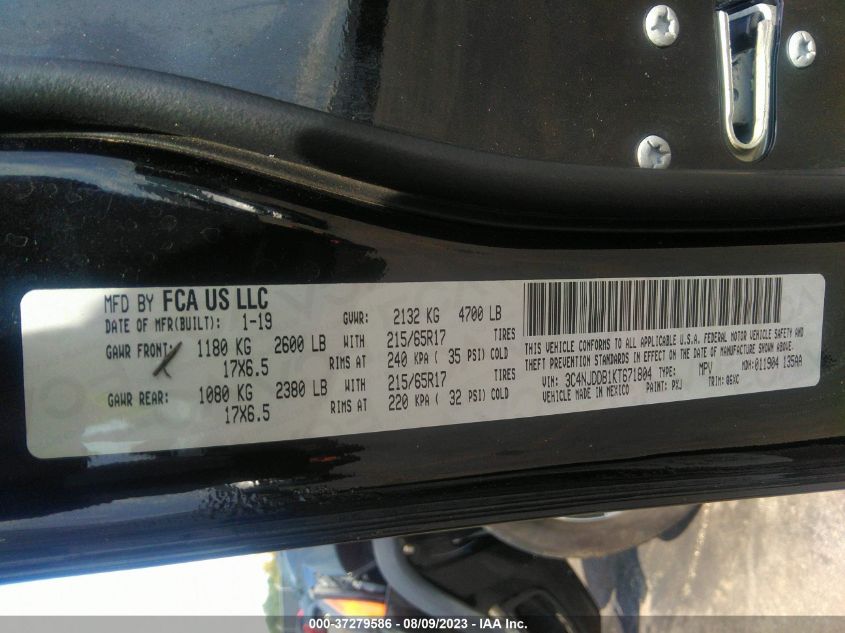 MFD BY FCA US LLC
DATE OF MFR(BUILT): 1-19 GVWR: 2132 KG 4700 LB
GAWR FRONT: 1180 KG 2600 LB WITH 215/65R17 TIRES
17X6.5 RIMS AT 240 KPA ( 35 PSI) COLD
GAWR REAR: 1080 KG 2380 LB WITH 215/65R17 TIRES
17X6.5 RIMS AT 220 KPA ( 32 PSI) COLD
THIS VEHICLE CONFORMS TO ALL APPLICABLE U.S.A. FEDERAL MOTOR VEHICLE SAFETY AND
THEFT PREVENTION STANDARDS IN EFFECT ON THE DATE OF MANUFACTURE SHOWN ABOVE.
VIN: 3C4NJDDB1KT671804 TYPE: MPV MDH: 011904 135AA
VEHICLE MADE IN MEXICO PAINT: PXJ TRIM: G6XC
000-37279586 - 08/09/2023 - IAA Inc.